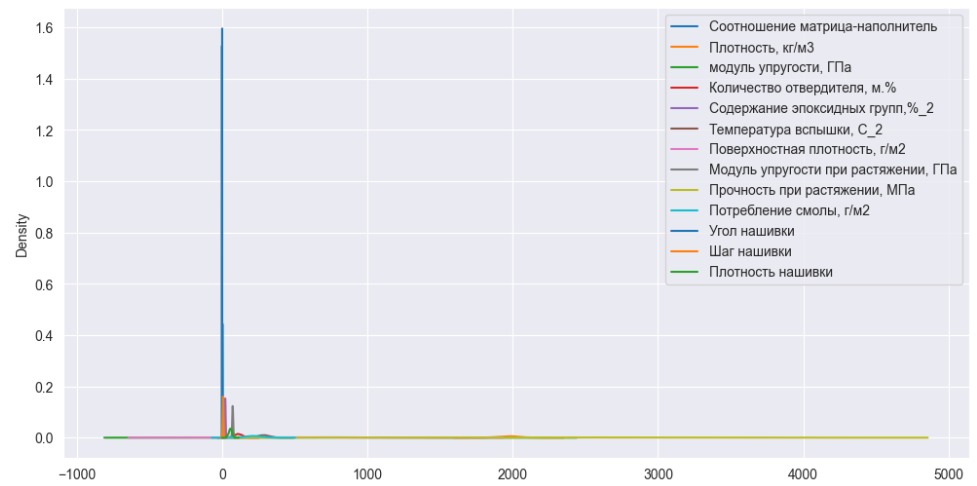 1.6
1.4
1.2
1.0
0.8
0.6
0.4
0.2
0.0
Density
−1000
0
1000
2000
3000
4000
5000
Соотношение матрица-наполнитель
Плотность, кг/м3
модуль упругости, ГПа
Количество отвердителя, м.%
Содержание эпоксидных групп,%_2
Температура вспышки, С_2
Поверхностная плотность, г/м2
Модуль упругости при растяжении, ГПа
Прочность при растяжении, МПа
Потребление смолы, г/м2
Угол нашивки
Шаг нашивки
Плотность нашивки